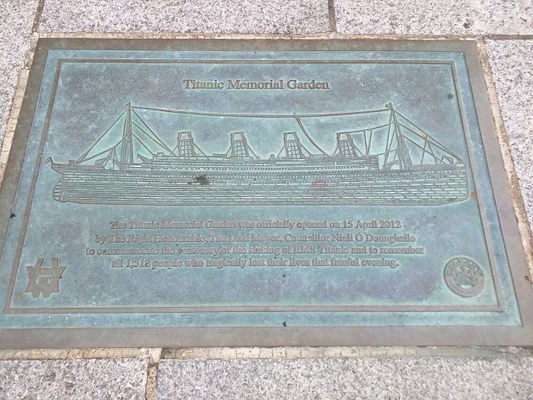 Titanic Memorial Garden
The Titanic Memorial Garden was officially opened on 15 April 2012
by The Right Honourable, The Lord Mayor, Councillor Niall Ó Donnghaile
to commemorate the centenary of the sinking of RMS Titanic and to remember
all 1,512 people who tragically lost their lives that fateful evening.